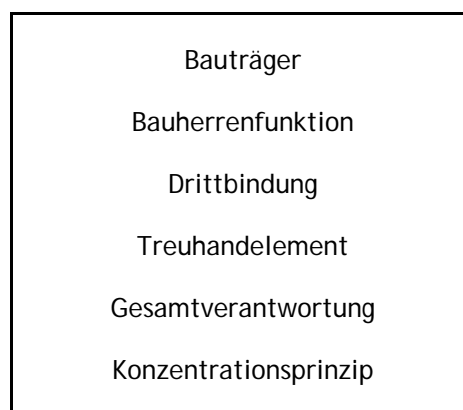 Bauträger
Bauherrenfunktion
Drittbindung
Treuhandelement
Gesamtverantwortung
Konzentrationsprinzip